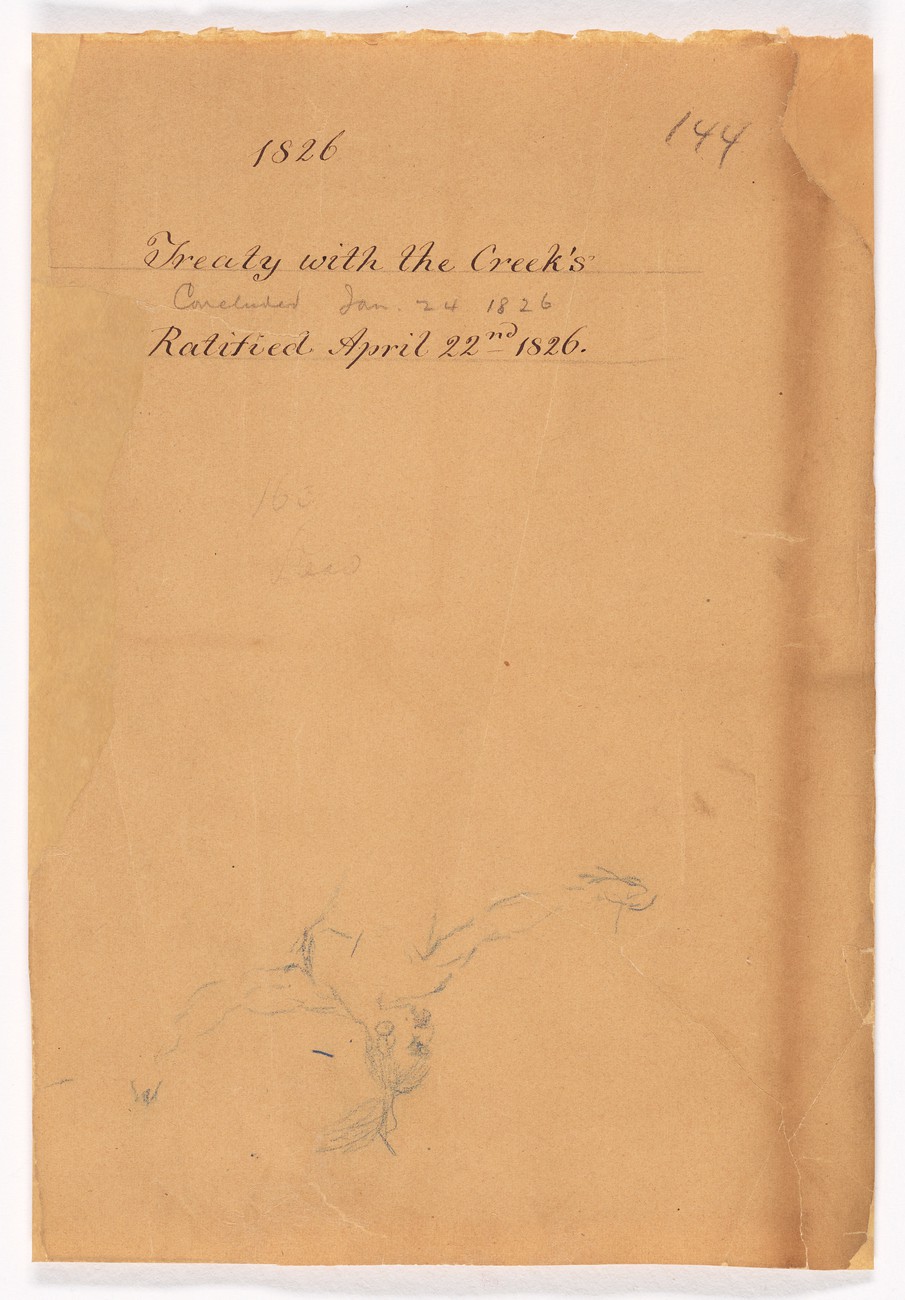 1826
144
Treaty with the Creek's
Concluded Jan. 24 1826
Ratified April 22nd 1826.